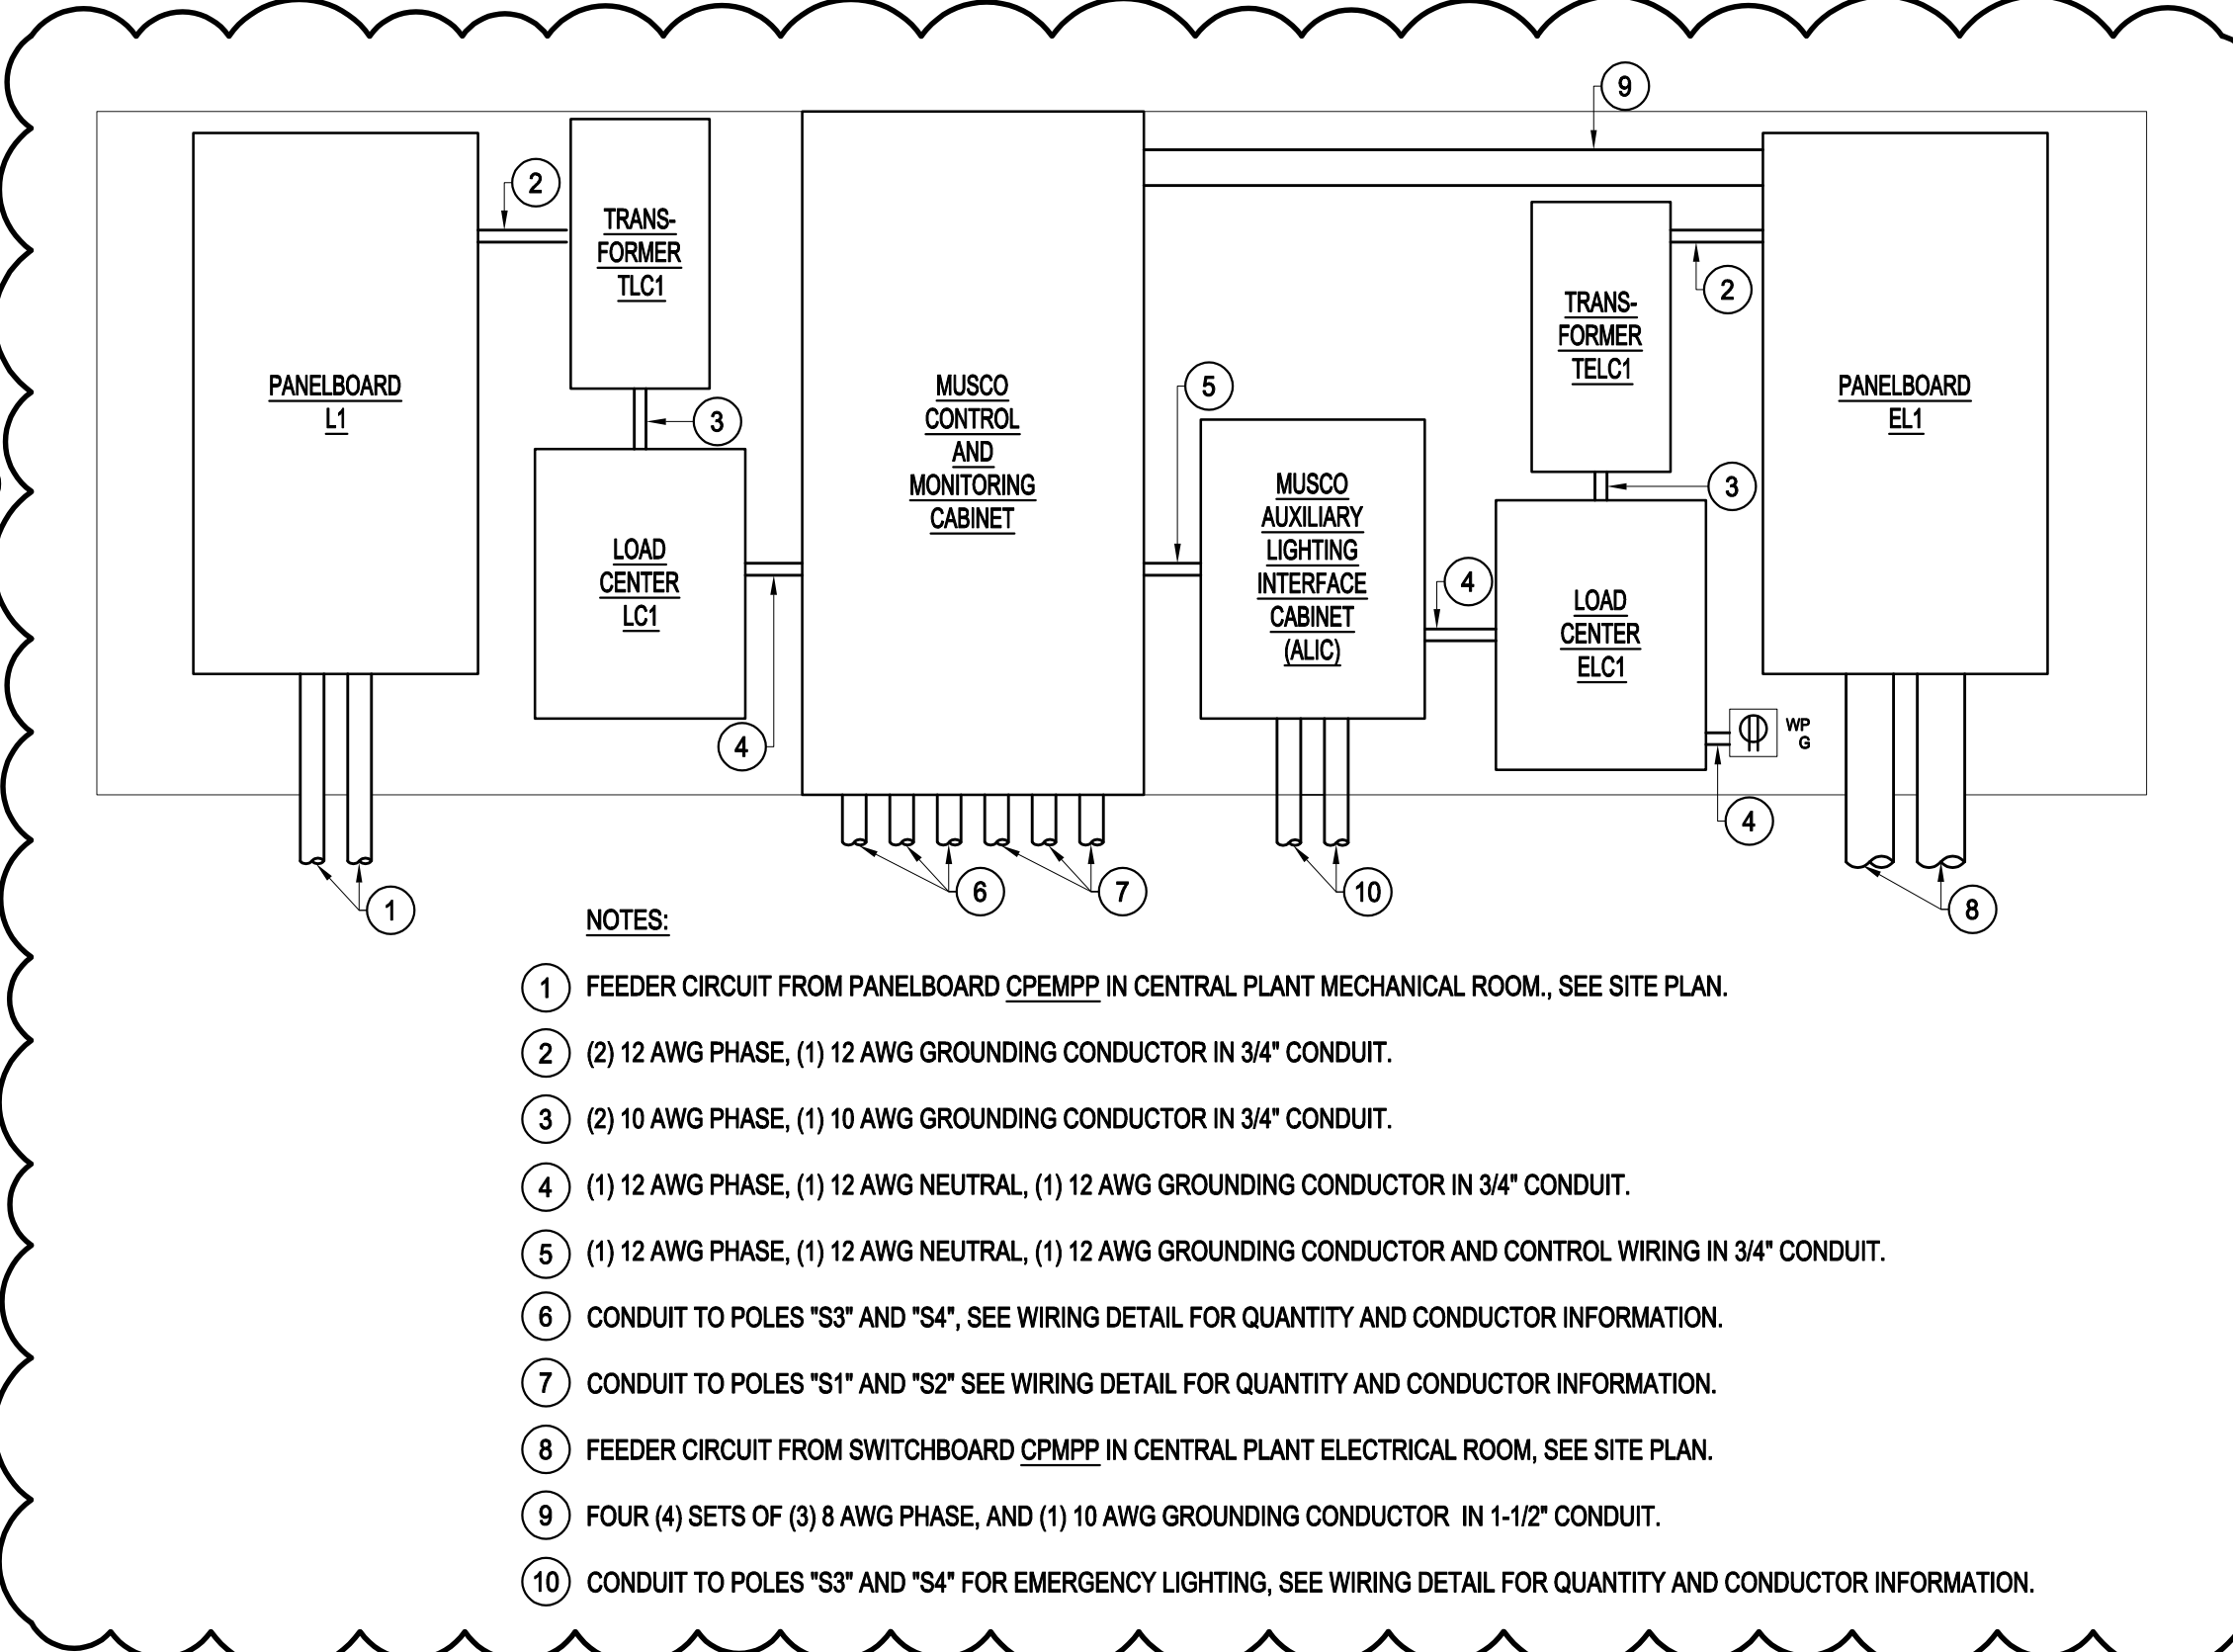 9
2
TRANS-
FORMER
TLC1
PANELBOARD
L1
3
LOAD
CENTER
LC1
4
MUSCO
CONTROL
AND
MONITORING
CABINET
5
MUSCO
AUXILIARY
LIGHTING
INTERFACE
CABINET
(ALIC)
4
TRANS-
FORMER
TELC1
2
3
LOAD
CENTER
ELC1
PANELBOARD
EL1
WP
G
4
1
6
7
10
8
NOTES:
1 FEEDER CIRCUIT FROM PANELBOARD CPEMPP IN CENTRAL PLANT MECHANICAL ROOM., SEE SITE PLAN.
2 (2) 12 AWG PHASE, (1) 12 AWG GROUNDING CONDUCTOR IN 3/4" CONDUIT.
3 (2) 10 AWG PHASE, (1) 10 AWG GROUNDING CONDUCTOR IN 3/4" CONDUIT.
4 (1) 12 AWG PHASE, (1) 12 AWG NEUTRAL, (1) 12 AWG GROUNDING CONDUCTOR IN 3/4" CONDUIT.
5 (1) 12 AWG PHASE, (1) 12 AWG NEUTRAL, (1) 12 AWG GROUNDING CONDUCTOR AND CONTROL WIRING IN 3/4" CONDUIT.
6 CONDUIT TO POLES "S3" AND "S4", SEE WIRING DETAIL FOR QUANTITY AND CONDUCTOR INFORMATION.
7 CONDUIT TO POLES "S1" AND "S2" SEE WIRING DETAIL FOR QUANTITY AND CONDUCTOR INFORMATION.
8 FEEDER CIRCUIT FROM SWITCHBOARD CPMPP IN CENTRAL PLANT ELECTRICAL ROOM, SEE SITE PLAN.
9 FOUR (4) SETS OF (3) 8 AWG PHASE, AND (1) 10 AWG GROUNDING CONDUCTOR IN 1-1/2" CONDUIT.
10 CONDUIT TO POLES "S3" AND "S4" FOR EMERGENCY LIGHTING, SEE WIRING DETAIL FOR QUANTITY AND CONDUCTOR INFORMATION.